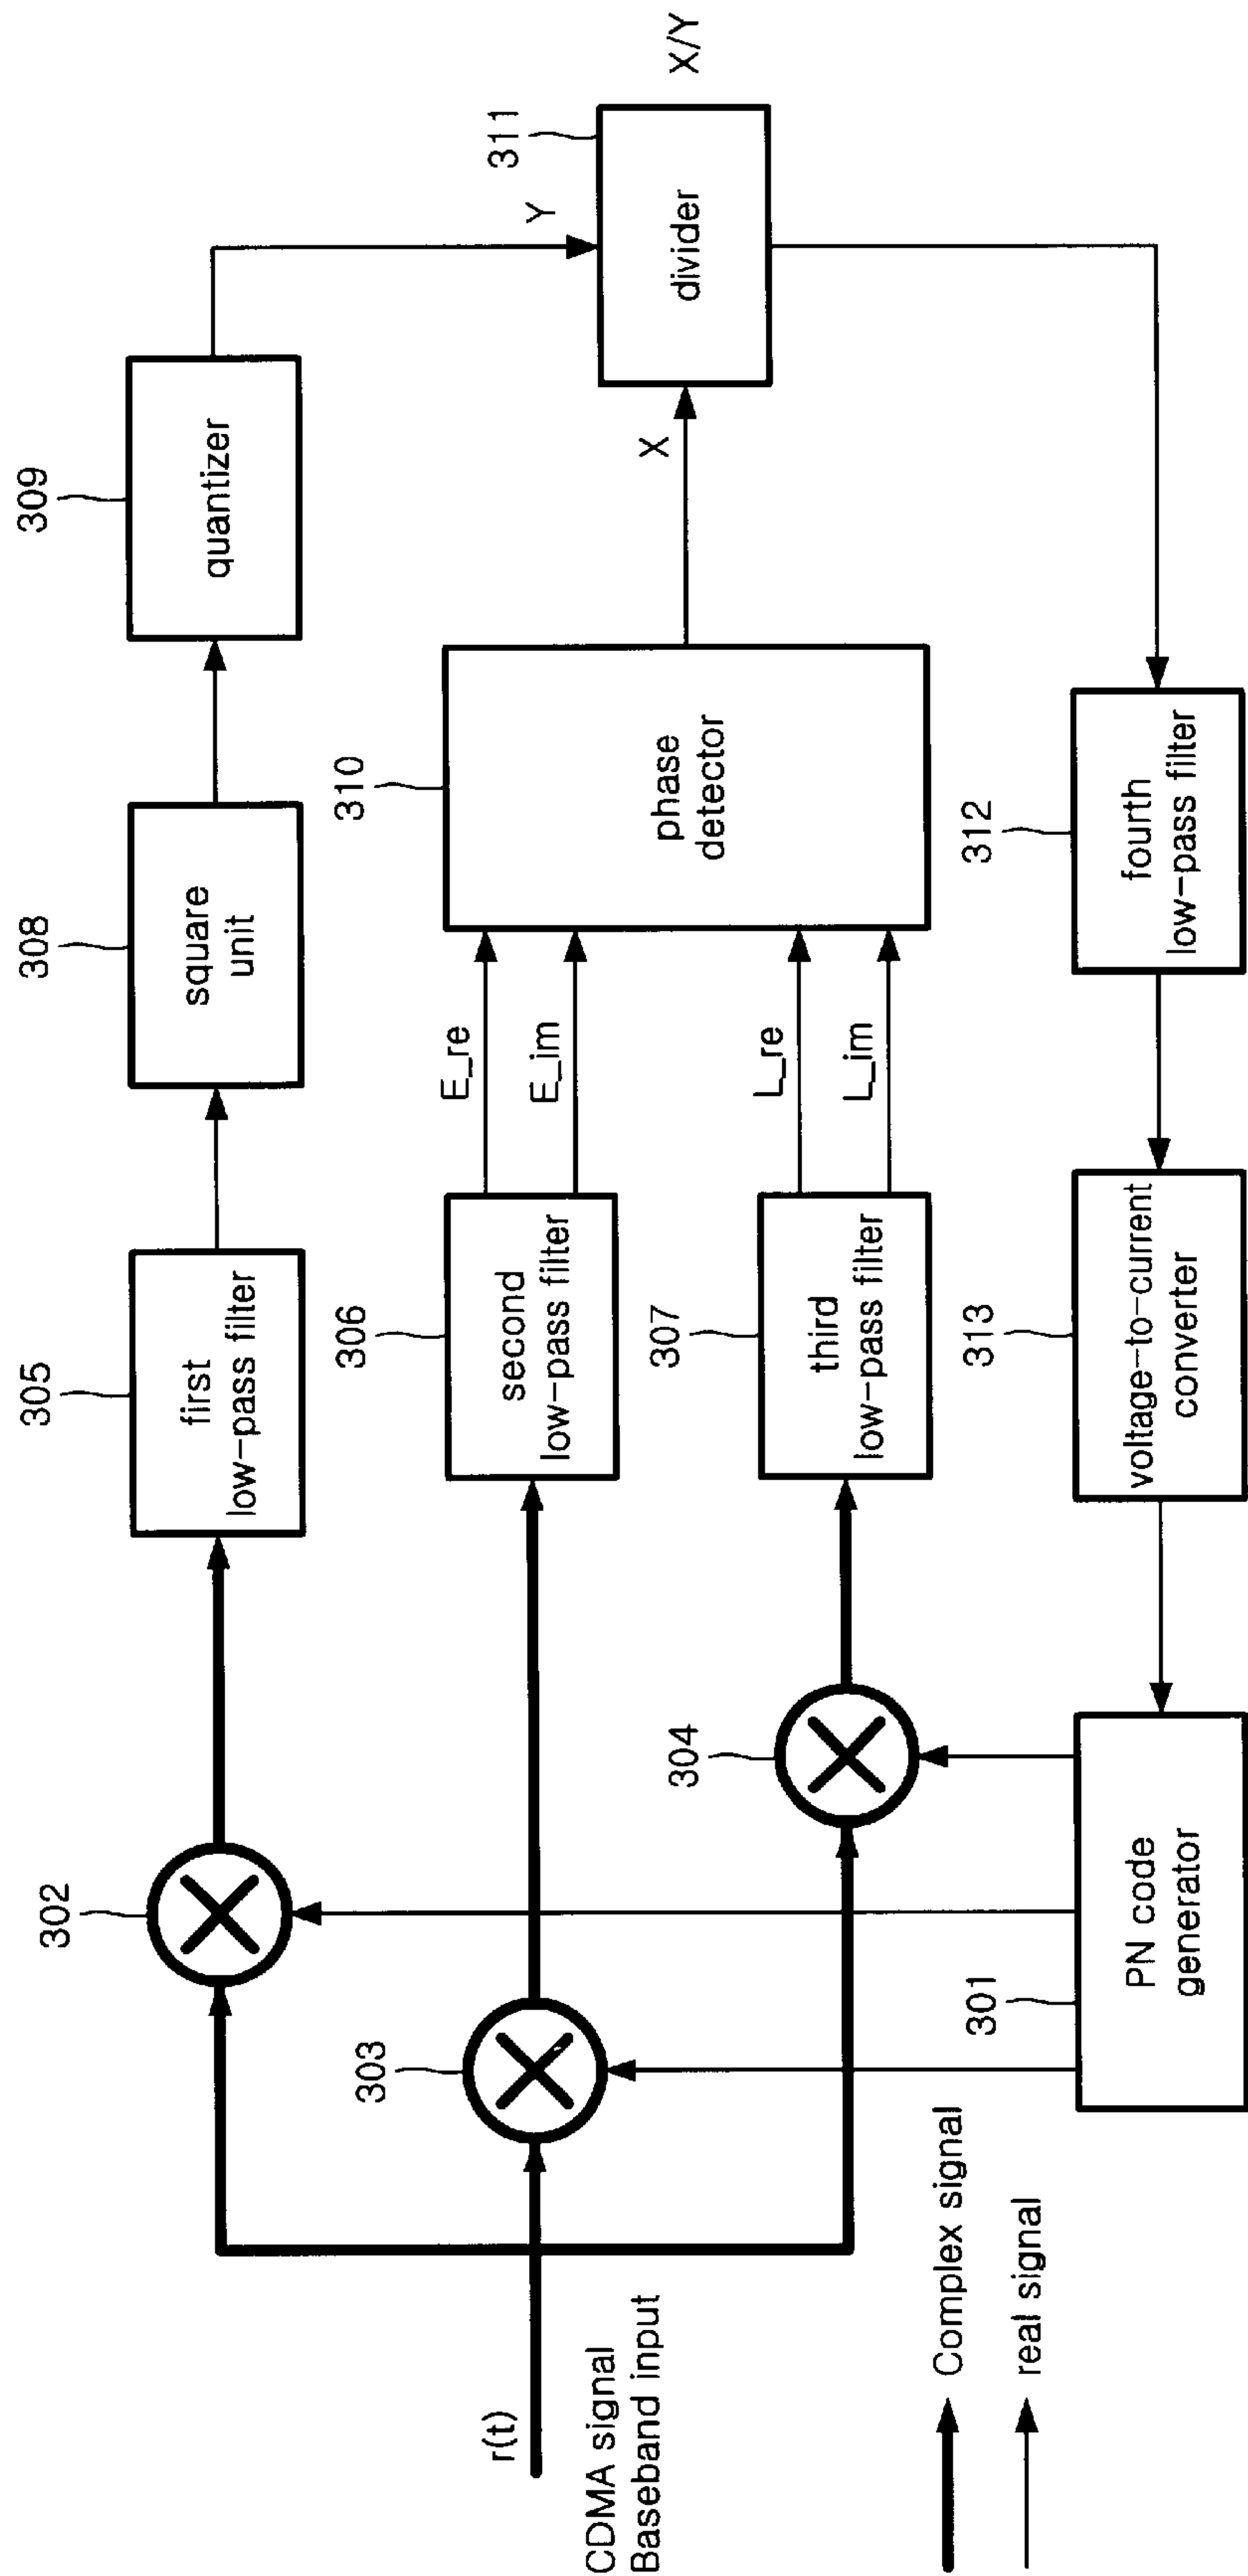 302
305
first
low-pass filter
308
square
unit
309
quantizer
r(t)
CDMA signal
Baseband input
303
306
second
low-pass filter
E_re
E_im
310
phase
detector
X
Y
311
divider
X/Y
304
307
third
low-pass filter
L_re
L_im
301
PN code
generator
313
voltage-to-current
converter
312
fourth
low-pass filter
Complex signal
real signal